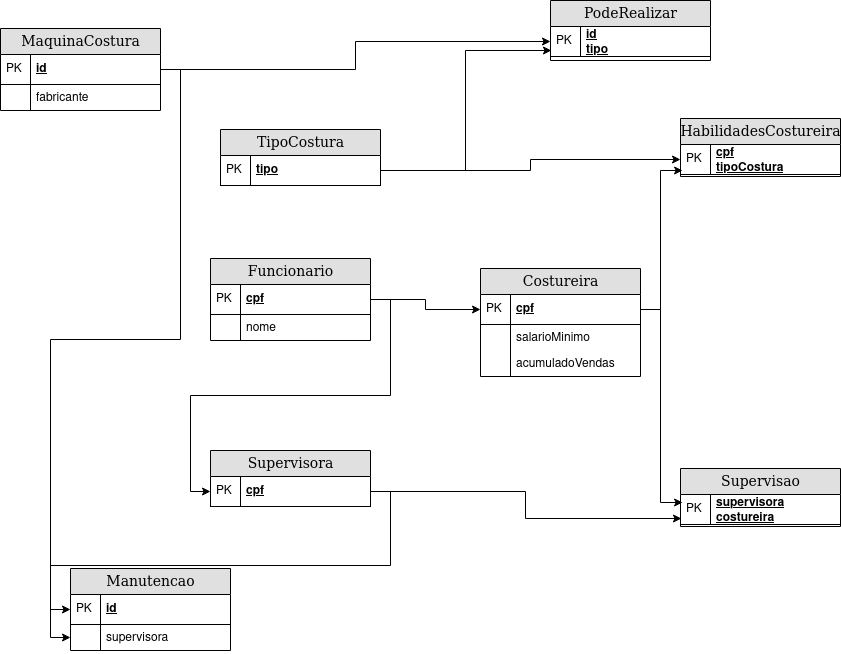 PodeRealizar
PK
id
tipo
MaquinaCostura
PK
id
fabricante
HabilidadesCostureira
PK
cpf
tipoCostura
TipoCostura
PK
tipo
Funcionario
PK
cpf
nome
Costureira
PK
cpf
salarioMinimo
acumuladoVendas
Supervisora
PK
cpf
Supervisao
PK
supervisora
costureira
Manutencao
PK
id
supervisora